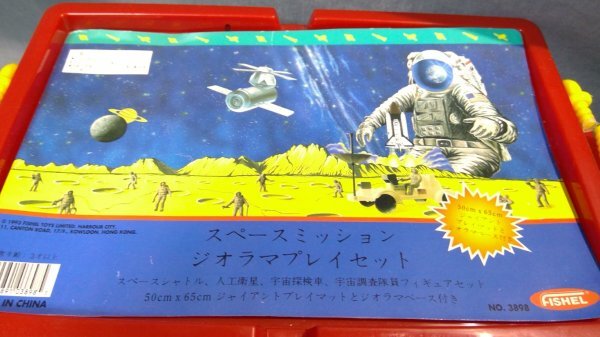 50cm x 65cm
© 1992 FISHEL TOYS LIMITED. HARBOUR CITY.
11, CANTON ROAD, 17/F., KOWLOON, HONG KONG.
スペースミッション
ジオラマプレイセット
スペースシャトル、人工衛星、宇宙探検車、宇宙調査隊員フィギュアセット
50cm x 65cm ジャイアントプレイマットとジオラマベース付き
IN CHINA
NO. 3898
FISHEL